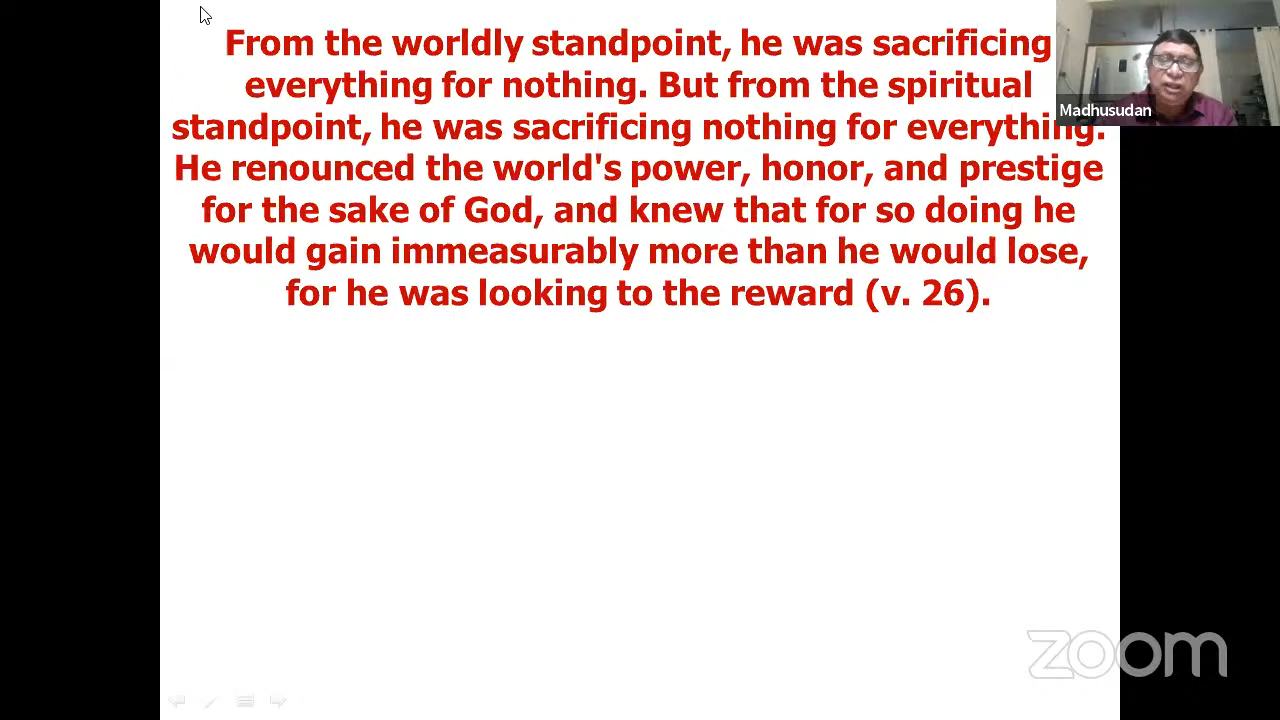 From the worldly standpoint, he was sacrificing
everything for nothing. But from the spiritual
standpoint, he was sacrificing nothing for everything.
He renounced the world's power, honor, and prestige
for the sake of God, and knew that for so doing he
would gain immeasurably more than he would lose,
for he was looking to the reward (v. 26).
Madhusudan
zoom